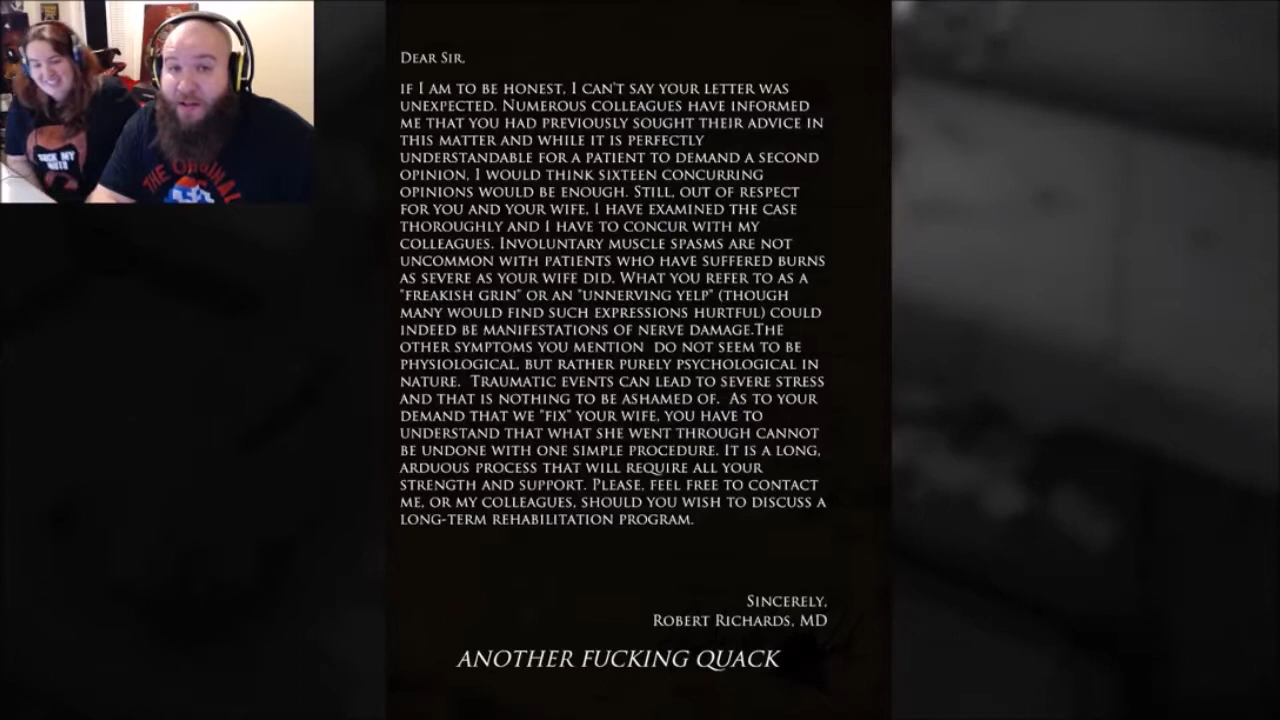 THE ORIGINAL
DEAR SIR,
IF I AM TO BE HONEST, I CAN'T SAY YOUR LETTER WAS
UNEXPECTED. NUMEROUS COLLEAGUES HAVE INFORMED
ME THAT YOU HAD PREVIOUSLY SOUGHT THEIR ADVICE IN
THIS MATTER AND WHILE IT IS PERFECTLY
UNDERSTANDABLE FOR A PATIENT TO DEMAND A SECOND
OPINION, I WOULD THINK SIXTEEN CONCURRING
OPINIONS WOULD BE ENOUGH. STILL, OUT OF RESPECT
FOR YOU AND YOUR WIFE, I HAVE EXAMINED THE CASE
THOROUGHLY AND I HAVE TO CONCUR WITH MY
COLLEAGUES. INVOLUNTARY MUSCLE SPASMS ARE NOT
UNCOMMON WITH PATIENTS WHO HAVE SUFFERED BURNS
AS SEVERE AS YOUR WIFE DID. WHAT YOU REFER TO AS A
"FREAKISH GRIN" OR AN "UNNERVING YELP" (THOUGH
MANY WOULD FIND SUCH EXPRESSIONS HURTFUL) COULD
INDEED BE MANIFESTATIONS OF NERVE DAMAGE.THE
OTHER SYMPTOMS YOU MENTION DO NOT SEEM TO BE
PHYSIOLOGICAL, BUT RATHER PURELY PSYCHOLOGICAL IN
NATURE. TRAUMATIC EVENTS CAN LEAD TO SEVERE STRESS
AND THAT IS NOTHING TO BE ASHAMED OF. AS TO YOUR
DEMAND THAT WE "FIX" YOUR WIFE, YOU HAVE TO
UNDERSTAND THAT WHAT SHE WENT THROUGH CANNOT
BE UNDONE WITH ONE SIMPLE PROCEDURE. IT IS A LONG,
ARDUOUS PROCESS THAT WILL REQUIRE ALL YOUR
STRENGTH AND SUPPORT. PLEASE, FEEL FREE TO CONTACT
ME, OR MY COLLEAGUES, SHOULD YOU WISH TO DISCUSS A
LONG-TERM REHABILITATION PROGRAM.
SINCERELY,
ROBERT RICHARDS, MD
ANOTHER FUCKING QUACK